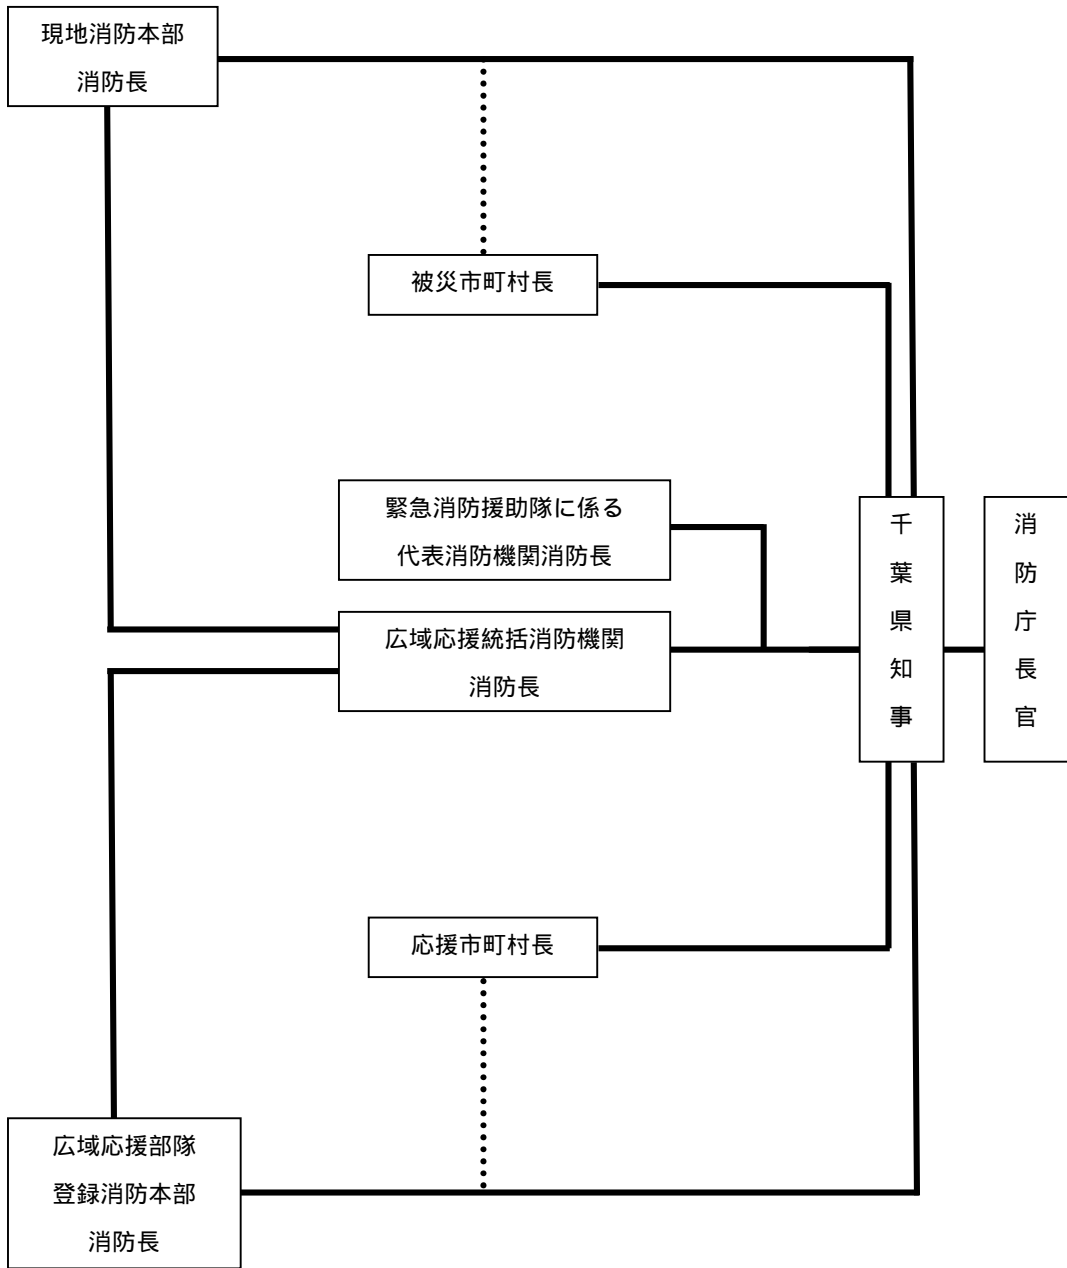 現地消防本部
消防長
被災市町村長
緊急消防援助隊に係る
代表消防機関消防長
広域応援統括消防機関
消防長
千葉県知事
消防庁長官
応援市町村長
広域応援部隊
登録消防本部
消防長